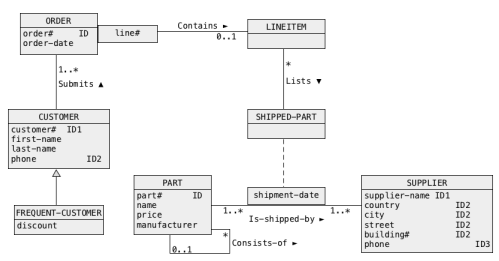 ORDER
order# ID
order-date
line#
Contains ►
0..1
LINEITEM
1..*
Submits ▲
*
Lists ▼
CUSTOMER
customer# ID1
first-name
last-name
phone ID2
SHIPPED-PART
FREQUENT-CUSTOMER
discount
PART
part# ID
name
price
manufacturer
shipment-date
1..*
Is-shipped-by ►
1..*
*
Consists-of ►
0..1
SUPPLIER
supplier-name ID1
country ID2
city ID2
street ID2
building# ID2
phone ID3